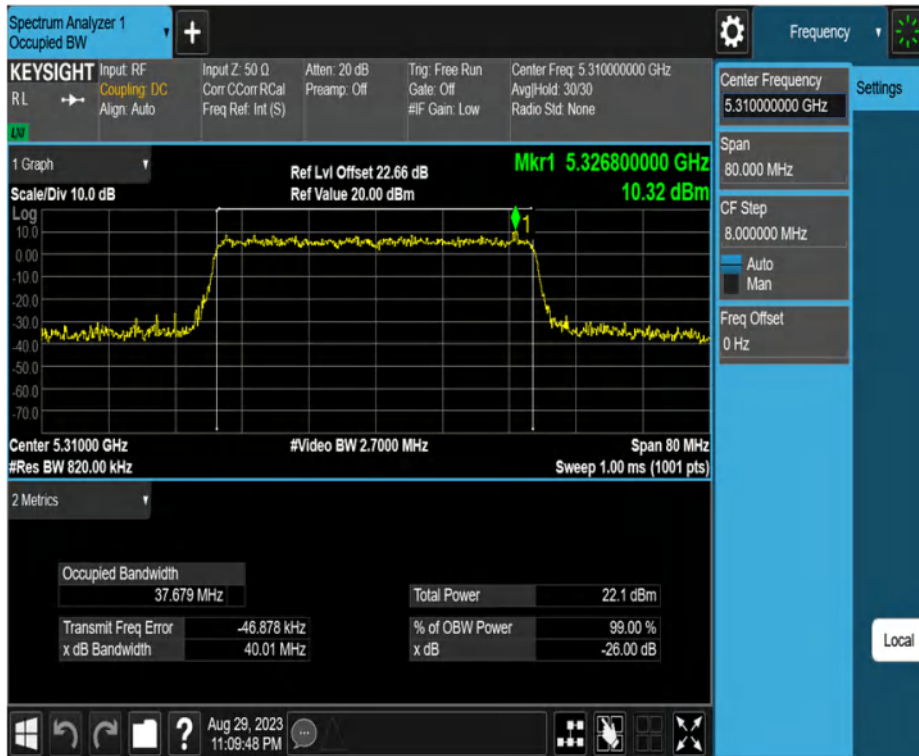 Spectrum Analyzer 1
Occupied BW
+
Frequency
KEYSIGHT
RL
LXI
Input: RF
Coupling: DC
Align: Auto
Input Z: 50 Ω
Corr CCorr RCal
Freq Ref: Int (S)
Atten: 20 dB
Preamp: Off
Trig: Free Run
Gate: Off
#IF Gain: Low
Center Freq: 5.310000000 GHz
Avg|Hold: 30/30
Radio Std: None
Center Frequency
5.310000000 GHz
Settings
Span
80.000 MHz
CF Step
8.000000 MHz
Auto
Man
Freq Offset
0 Hz
Local
1 Graph
Scale/Div 10.0 dB
Ref Lvl Offset 22.66 dB
Ref Value 20.00 dBm
Mkr1 5.326800000 GHz
10.32 dBm
Log
10.0
0.00
-10.0
-20.0
-30.0
-40.0
-50.0
-60.0
-70.0
1
Center 5.31000 GHz
#Res BW 820.00 kHz
#Video BW 2.7000 MHz
Span 80 MHz
Sweep 1.00 ms (1001 pts)
2 Metrics
Occupied Bandwidth
37.679 MHz
Total Power 22.1 dBm
Transmit Freq Error -46.878 kHz
% of OBW Power 99.00 %
x dB Bandwidth 40.01 MHz
x dB -26.00 dB
?
Aug 29, 2023
11:09:48 PM